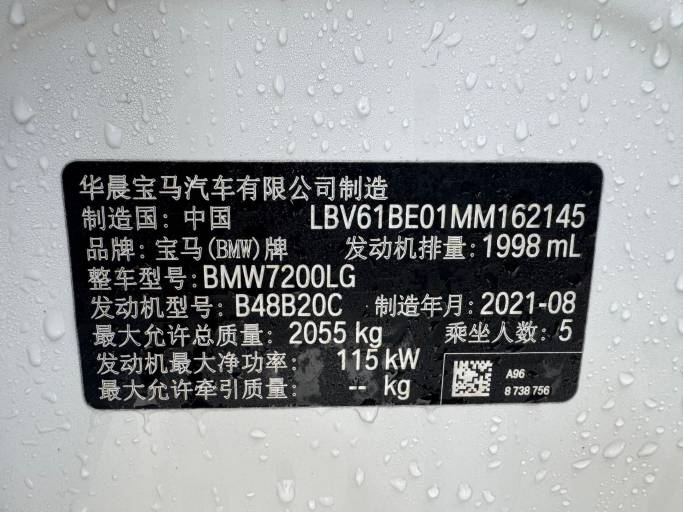 华晨宝马汽车有限公司制造
制造国: 中国 LBV61BE01MM162145
品牌: 宝马(BMW)牌 发动机排量: 1998 mL
整车型号: BMW7200LG
发动机型号: B48B20C 制造年月: 2021-08
最大允许总质量: 2055 kg 乘坐人数: 5
发动机最大净功率: 115 kW
最大允许牵引质量: -- kg
A96
8 738 756